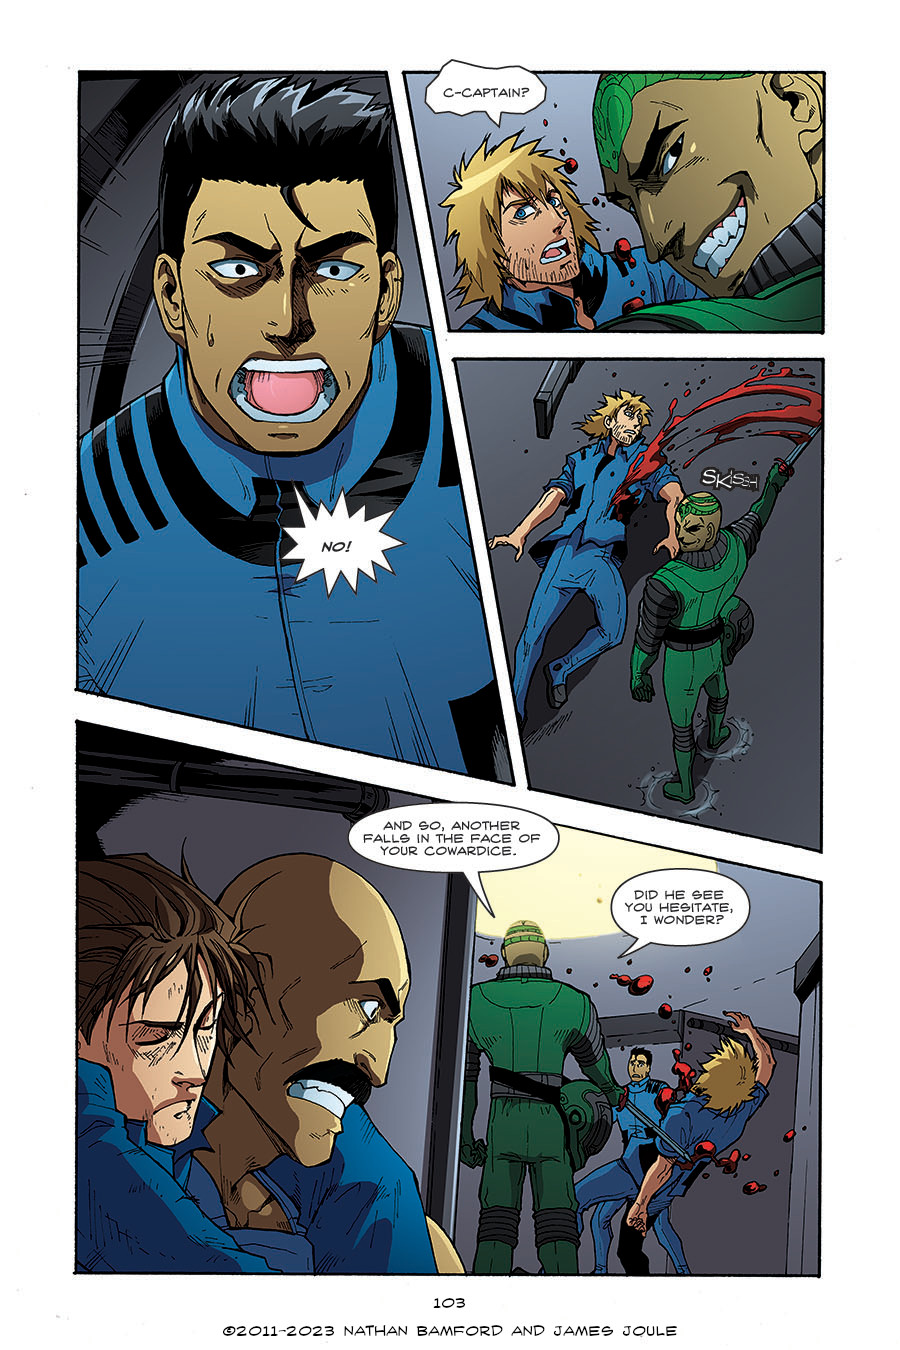 NO!
C-CAPTAIN?
SKISSH
AND SO, ANOTHER
FALLS IN THE FACE OF
YOUR COWARDICE.
DID HE SEE
YOU HESITATE,
I WONDER?
103
©2011-2023 NATHAN BAMFORD AND JAMES JOULE